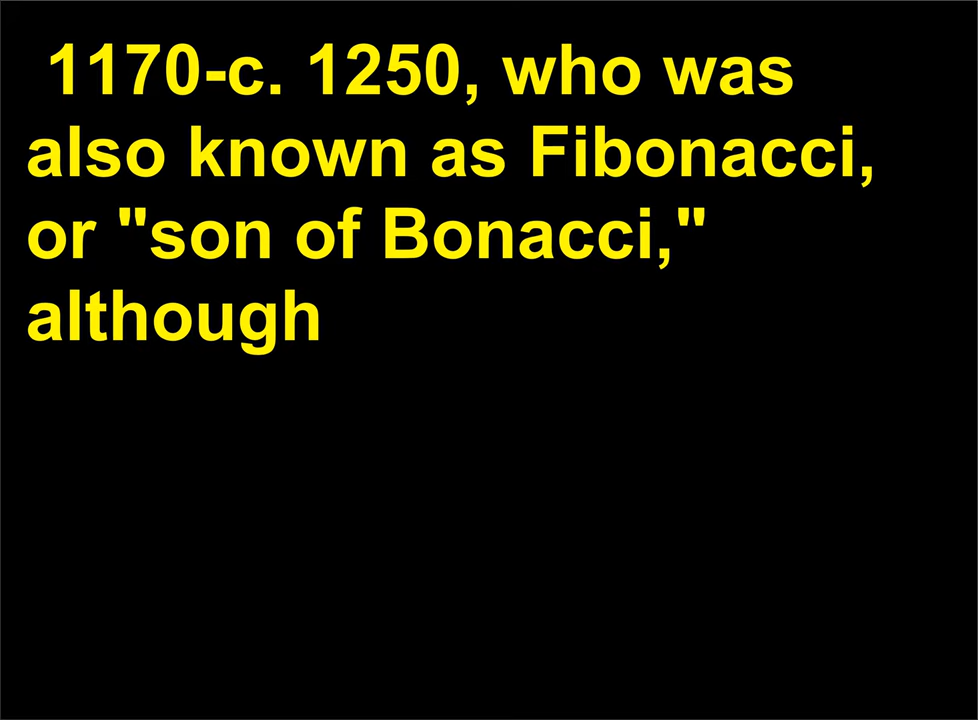 1170-c. 1250, who was
also known as Fibonacci,
or "son of Bonacci,"
although